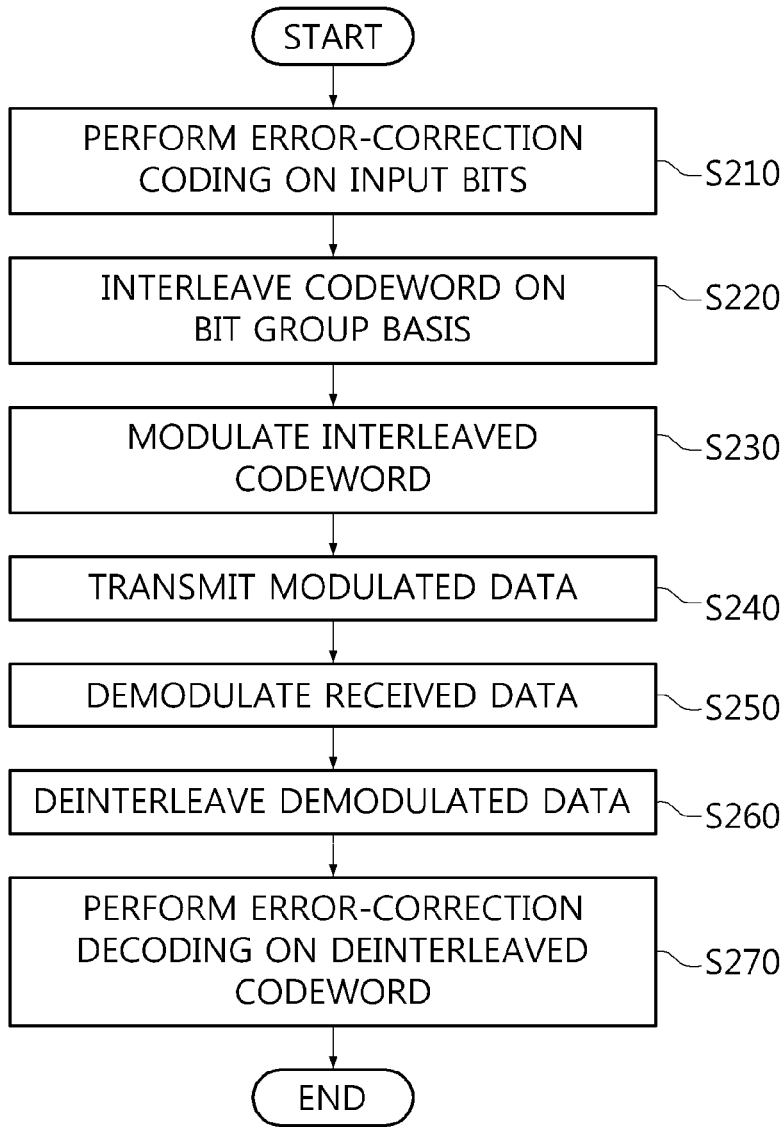 START
PERFORM ERROR-CORRECTION
CODING ON INPUT BITS
S210
INTERLEAVE CODEWORD ON
BIT GROUP BASIS
S220
MODULATE INTERLEAVED
CODEWORD
S230
TRANSMIT MODULATED DATA
S240
DEMODULATE RECEIVED DATA
S250
DEINTERLEAVE DEMODULATED DATA
S260
PERFORM ERROR-CORRECTION
DECODING ON DEINTERLEAVED
CODEWORD
S270
END